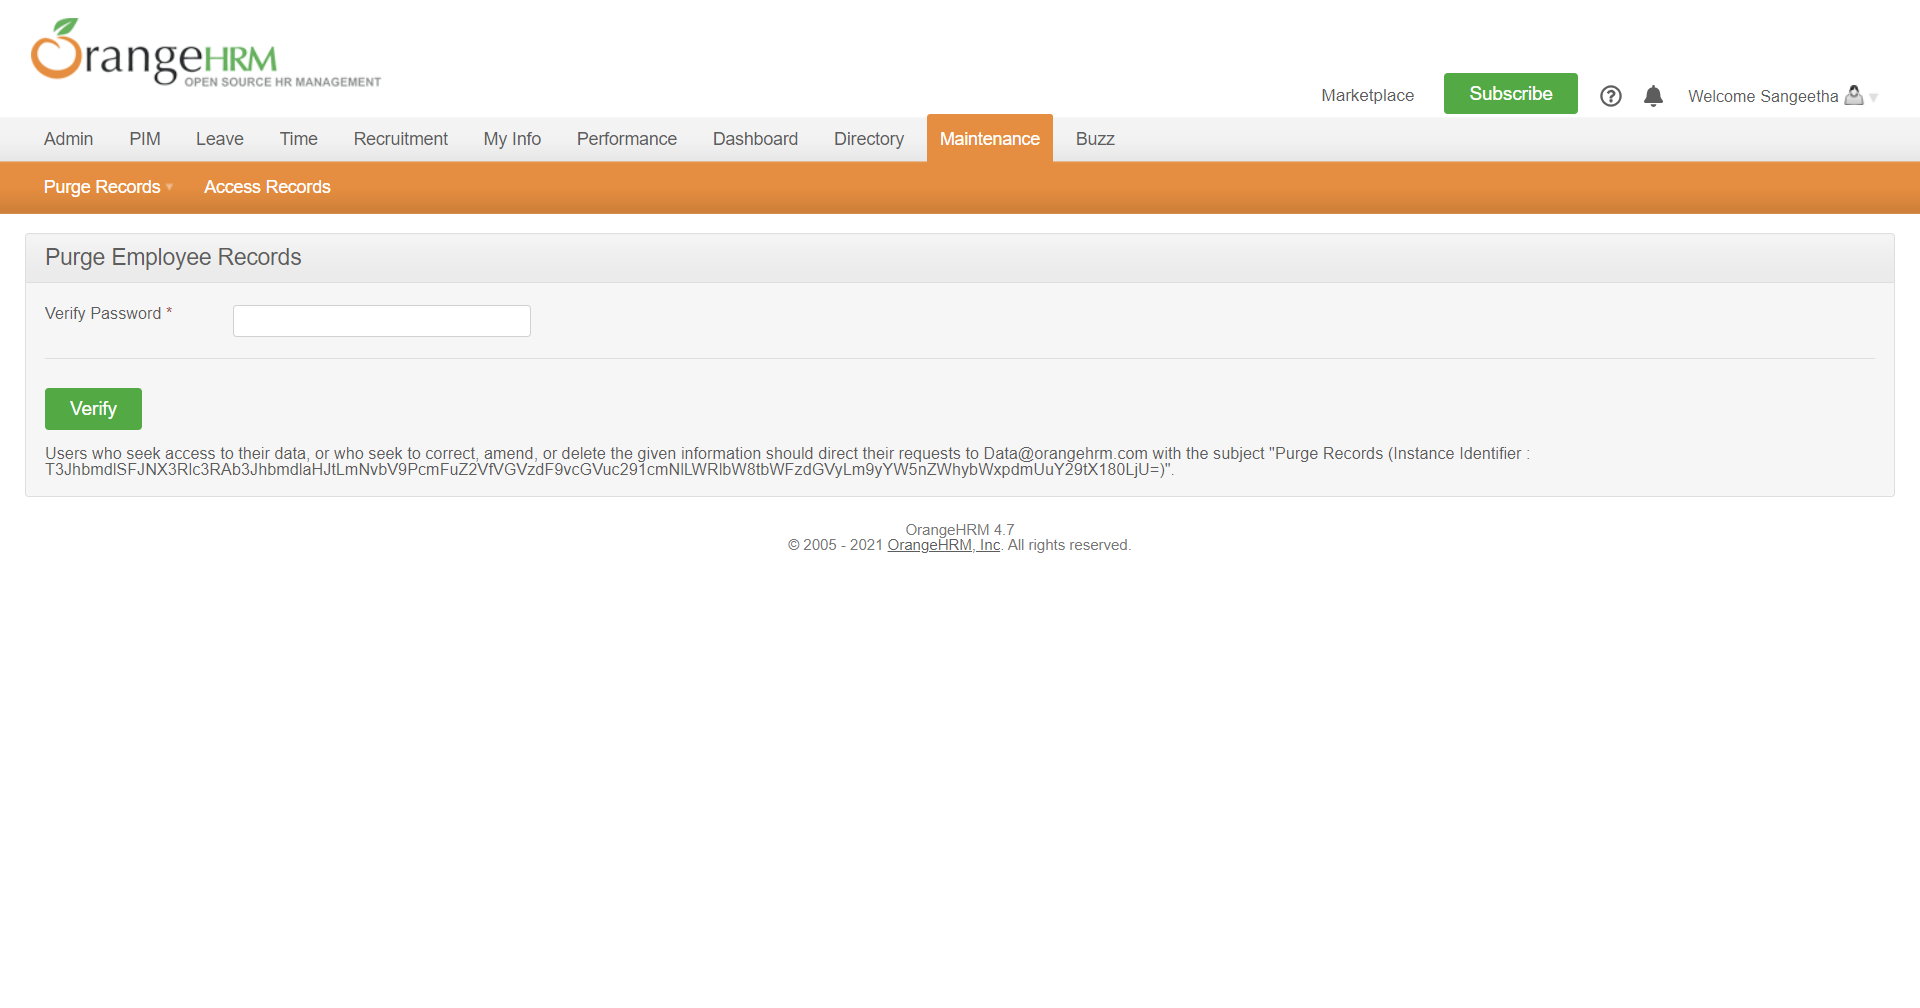 OrangeHRM
OPEN SOURCE HR MANAGEMENT
Marketplace
Subscribe
Welcome Sangeetha
Admin PIM Leave Time Recruitment My Info Performance Dashboard Directory Maintenance Buzz
Purge Records Access Records
Purge Employee Records
Verify Password *
Verify
Users who seek access to their data, or who seek to correct, amend, or delete the given information should direct their requests to Data@orangehrm.com with the subject "Purge Records (Instance Identifier :
T3JhbmdlSFJNX3Rlc3RAb3JhbmdlaHJtLmNvbV9PcmFuZ2VfVGVzdF9vcGVuc291cmNlLWRlbW8tbWFzdGVyLm9yYW5nZWhybWxpdmUuY29tX180LjU=)".
OrangeHRM 4.7
© 2005 - 2021 OrangeHRM, Inc. All rights reserved.